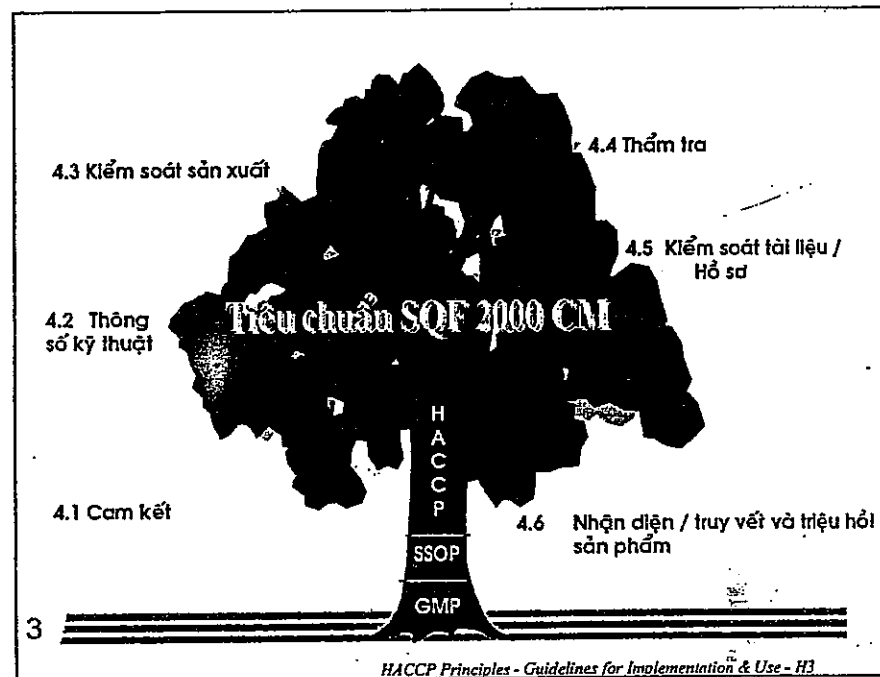 4.3 Kiểm soát sản xuất
4.4 Thẩm tra
4.5 Kiểm soát tài liệu /
Hồ sơ
Tiêu chuẩn SQF 2000 CM
4.2 Thông
số kỹ thuật
H
A
C
C
P
4.1 Cam kết
4.6 Nhận diện / truy vết và triệu hồi
sản phẩm
SSOP
GMP
3
HACCP Principles - Guidelines for Implementation & Use - H3